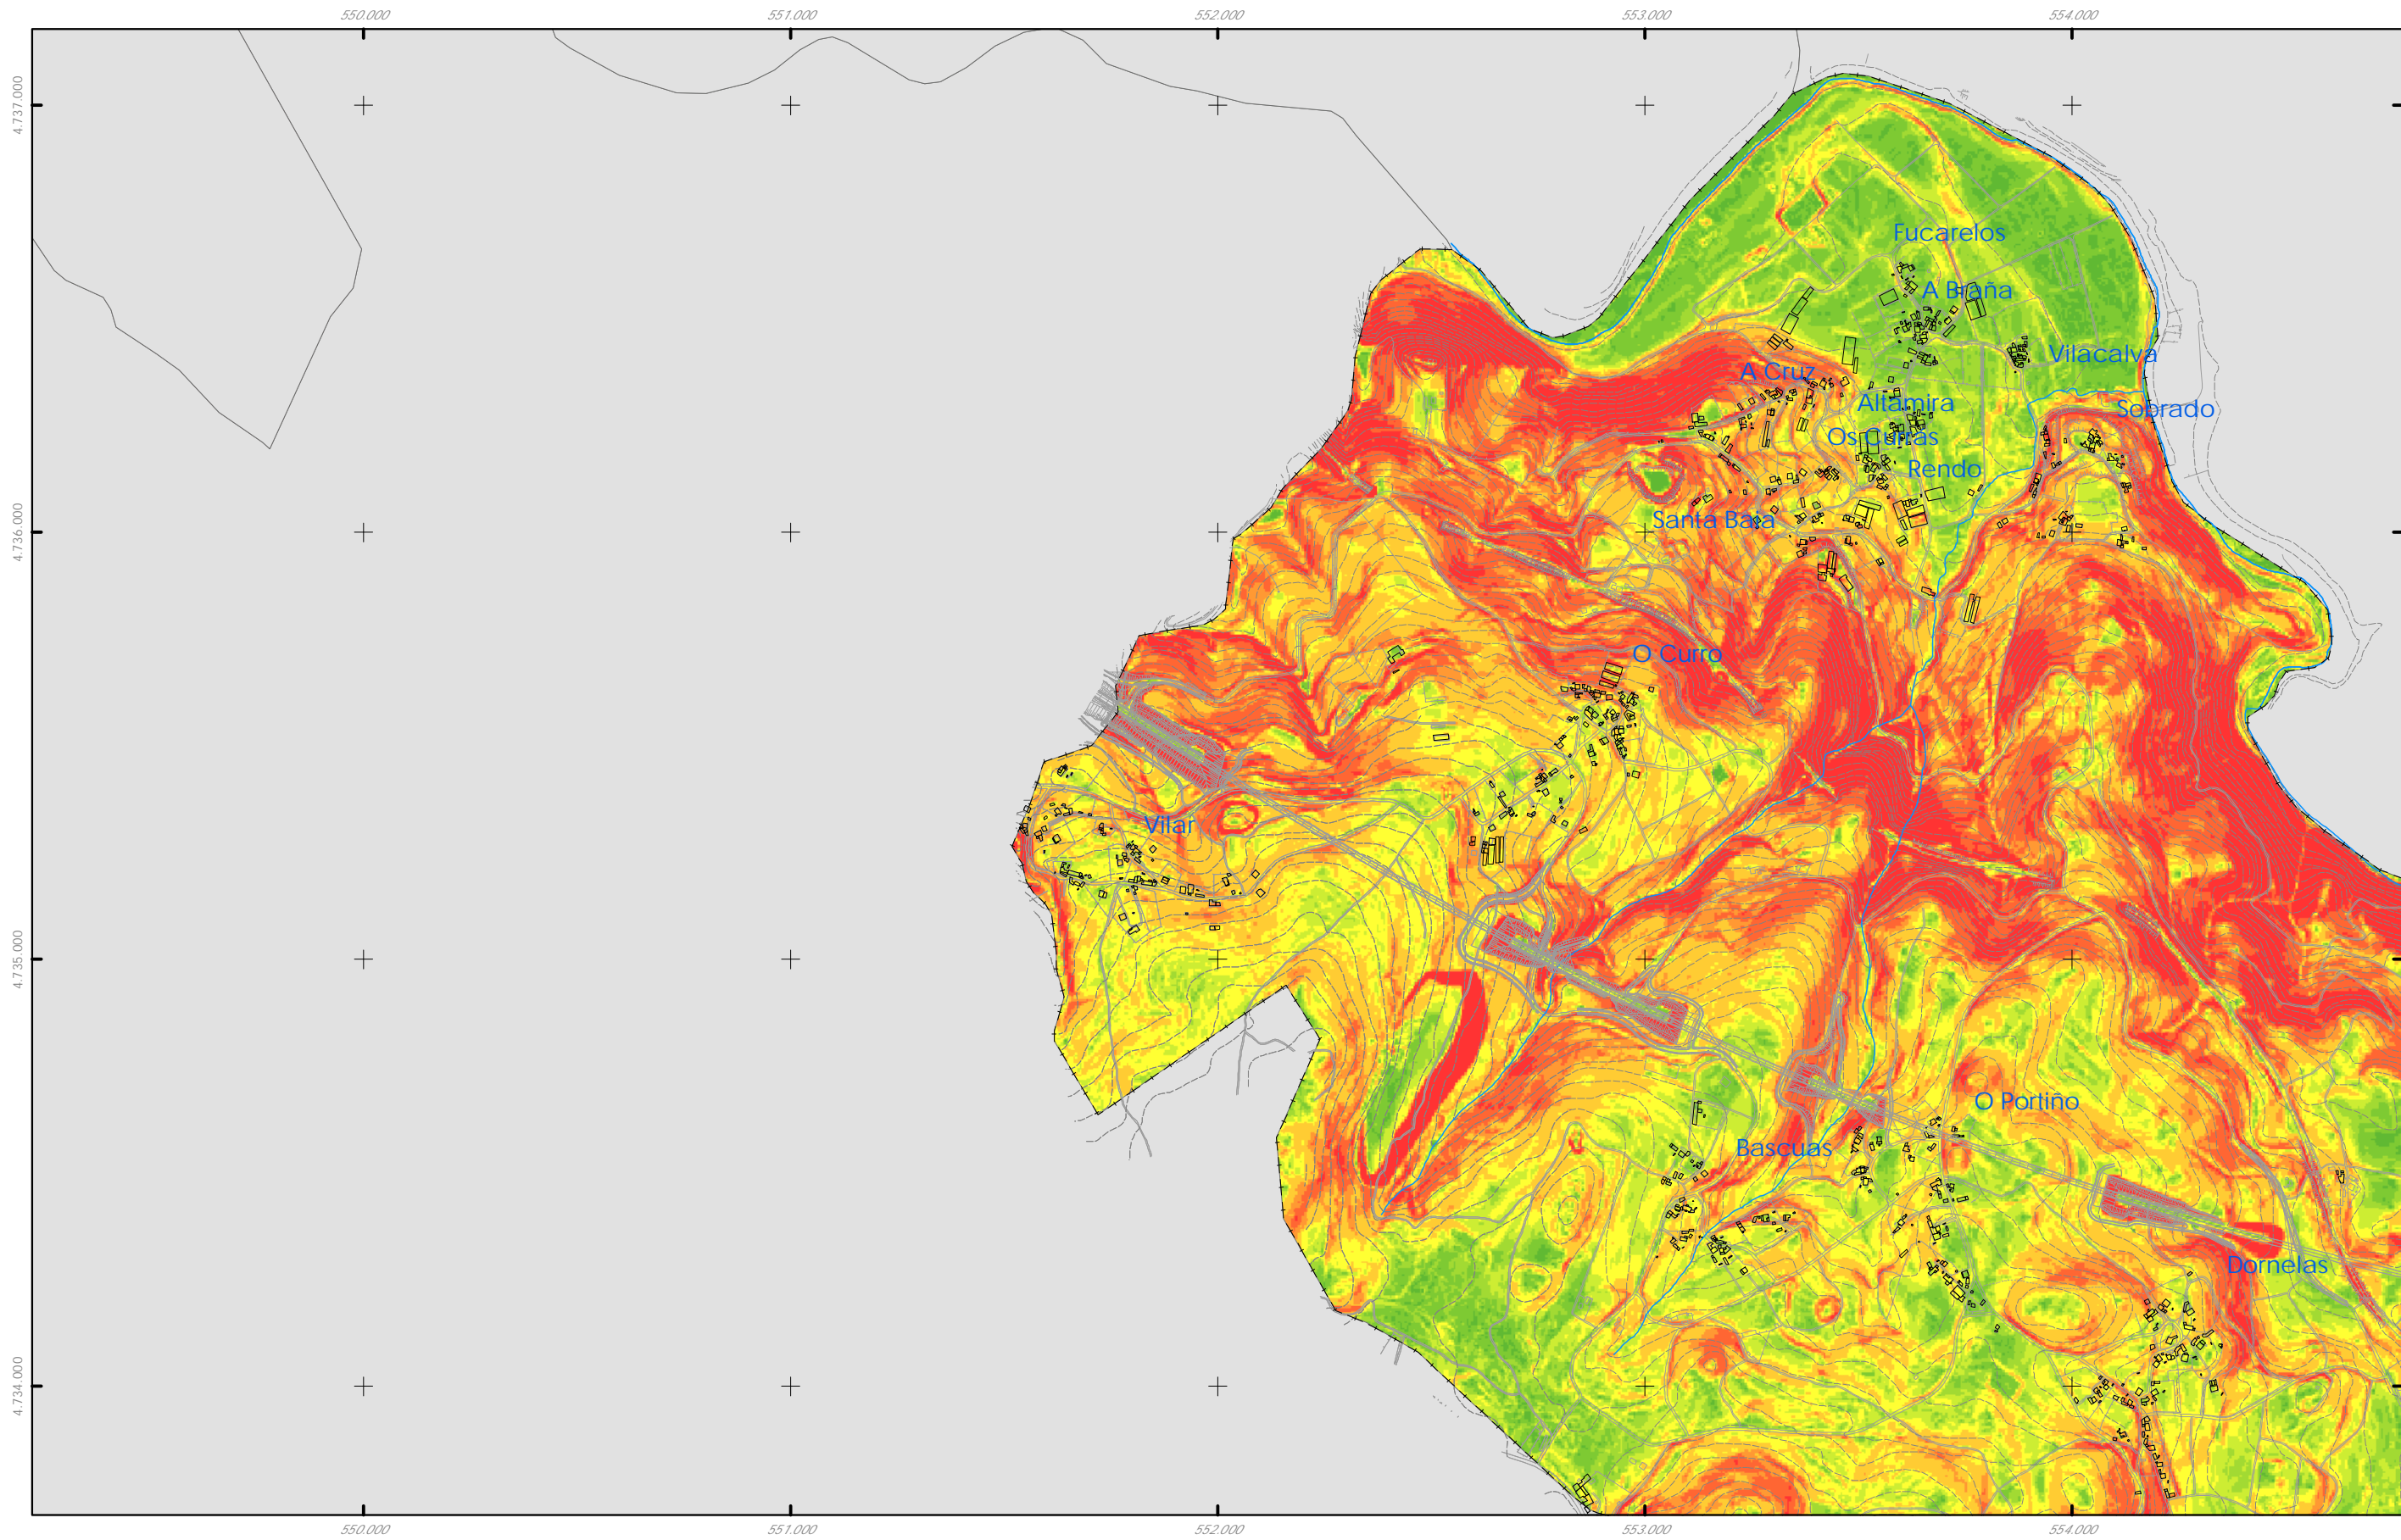 550.000 551.000 552.000 553.000 554.000
4.737.000
Fucarelos
A Braña
Vilacalva
A Cruz
Altamira
Sobrado
Os Curras
Rendo
Santa Baia
4.736.000
O Curro
Vilar
4.735.000
O Portiño
Bascuas
Dornelas
4.734.000
550.000 551.000 552.000 553.000 554.000